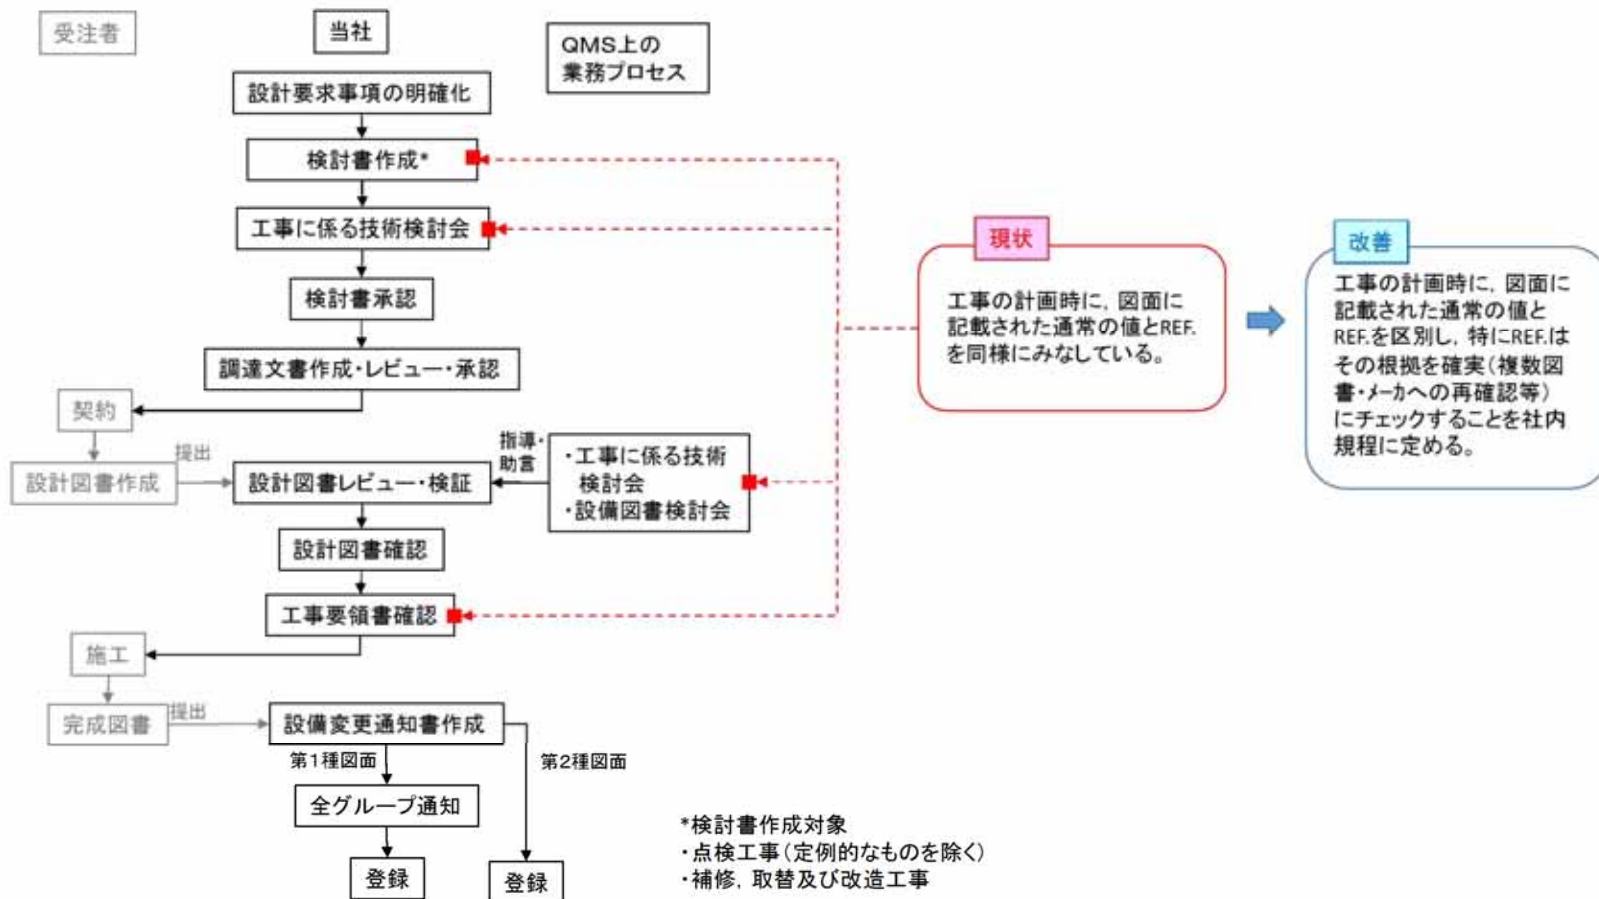 受注者
当社
QMS上の
業務プロセス
設計要求事項の明確化
検討書作成*
工事に係る技術検討会
検討書承認
調達文書作成・レビュー・承認
契約
設計図書作成
提出
設計図書レビュー・検証
指導・
助言
・工事に係る技術
検討会
・設備図書検討会
設計図書確認
工事要領書確認
施工
完成図書
提出
設備変更通知書作成
第1種図面
第2種図面
全グループ通知
登録
登録
現状
工事の計画時に，図面に
記載された通常の値とREF.
を同様にみなしている。
改善
工事の計画時に，図面に
記載された通常の値と
REF.を区別し，特にREF.は
その根拠を確実（複数図
書・メーカへの再確認等）
にチェックすることを社内
規程に定める。
*検討書作成対象
・点検工事（定例的なものを除く）
・補修，取替及び改造工事